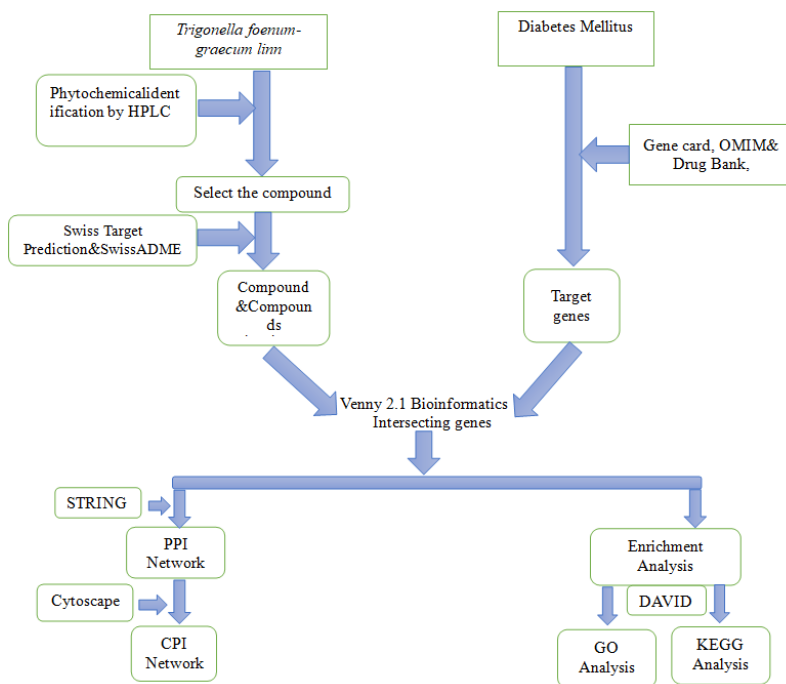 Trigonella foenum-
graecum linn
Diabetes Mellitus
Phytochemicalident
ification by HPLC
Gene card, OMIM&
Drug Bank,
Select the compound
Swiss Target
Prediction&SwissADME
Compound
&Compoun
ds
Target
genes
Venny 2.1 Bioinformatics
Intersecting genes
STRING
PPI
Network
Enrichment
Analysis
Cytoscape
DAVID
CPI
Network
GO
Analysis
KEGG
Analysis